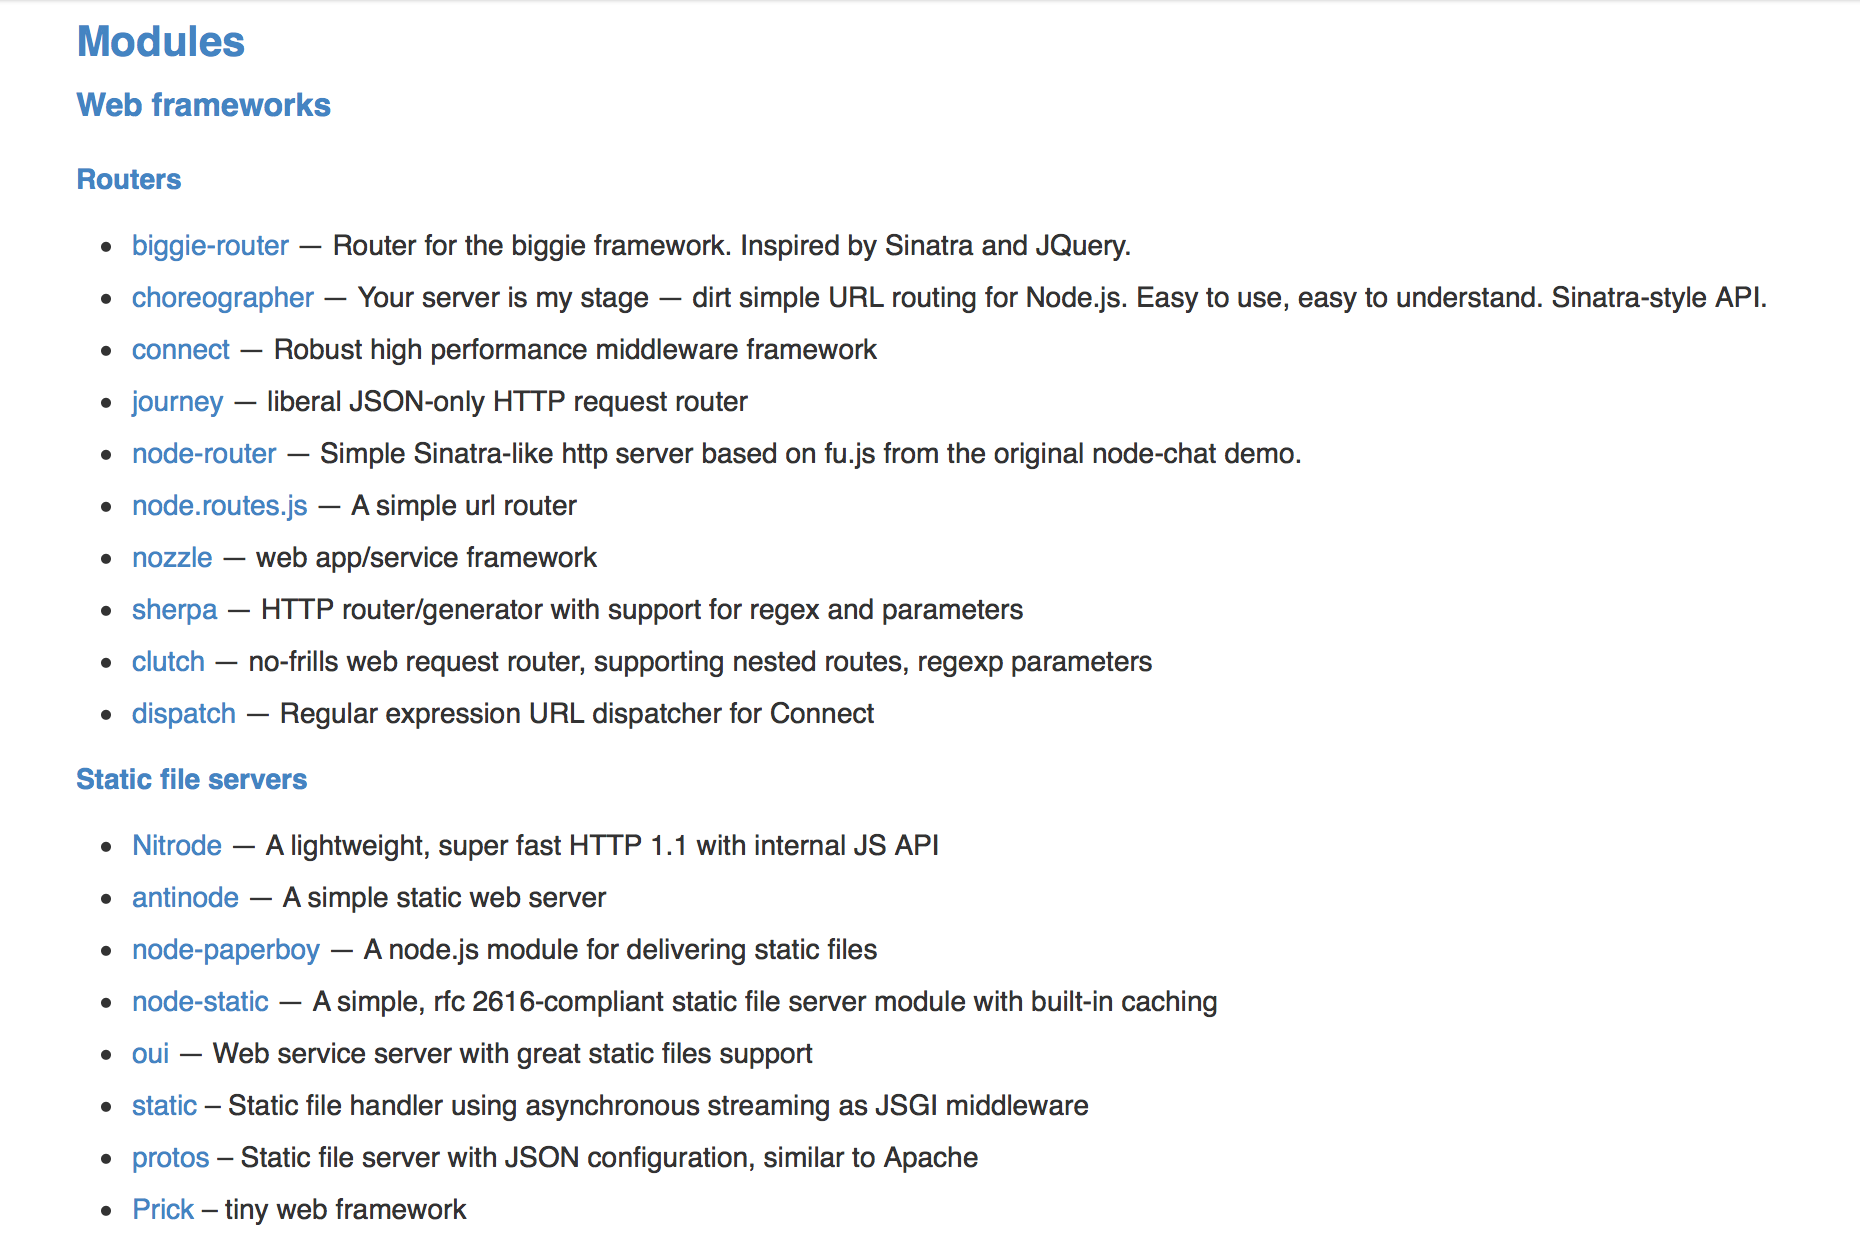 Modules
Web frameworks
Routers
• biggie-router — Router for the biggie framework. Inspired by Sinatra and JQuery.
• choreographer — Your server is my stage — dirt simple URL routing for Node.js. Easy to use, easy to understand. Sinatra-style API.
• connect — Robust high performance middleware framework
• journey — liberal JSON-only HTTP request router
• node-router — Simple Sinatra-like http server based on fu.js from the original node-chat demo.
• node.routes.js — A simple url router
• nozzle — web app/service framework
• sherpa — HTTP router/generator with support for regex and parameters
• clutch — no-frills web request router, supporting nested routes, regexp parameters
• dispatch — Regular expression URL dispatcher for Connect
Static file servers
• Nitrode — A lightweight, super fast HTTP 1.1 with internal JS API
• antinode — A simple static web server
• node-paperboy — A node.js module for delivering static files
• node-static — A simple, rfc 2616-compliant static file server module with built-in caching
• oui — Web service server with great static files support
• static – Static file handler using asynchronous streaming as JSGI middleware
• protos – Static file server with JSON configuration, similar to Apache
• Prick – tiny web framework